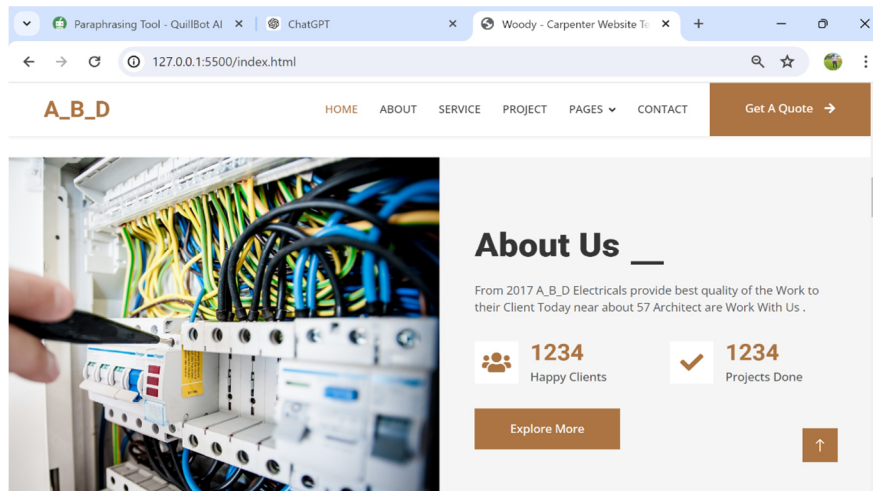 Paraphrasing Tool - QuillBot AI
ChatGPT
Woody - Carpenter Website Te
127.0.0.1:5500/index.html
A_B_D
HOME ABOUT SERVICE PROJECT PAGES CONTACT Get A Quote
About Us
From 2017 A_B_D Electricals provide best quality of the Work to
their Client Today near about 57 Architect are Work With Us .
1234
Happy Clients
1234
Projects Done
Explore More